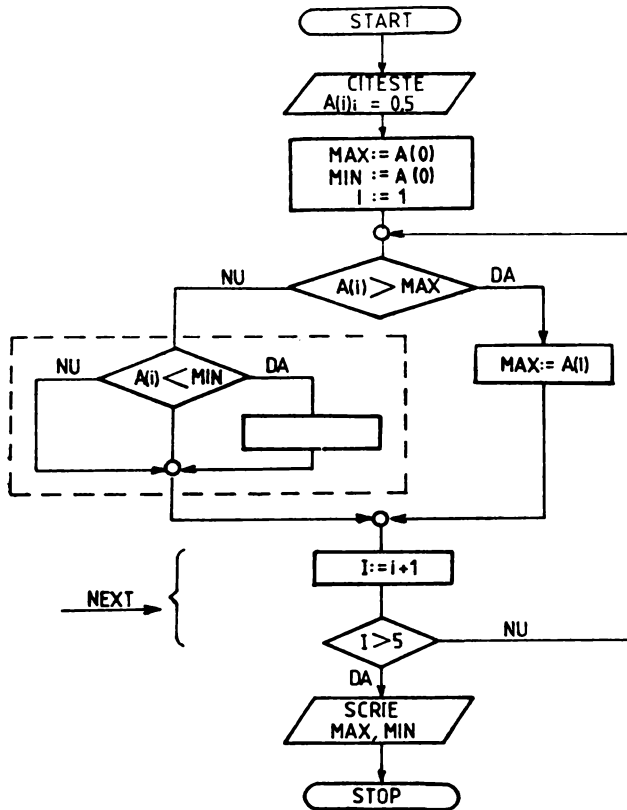 START
CITESTE
A(i)i = 0,5
MAX:= A(0)
MIN := A(0)
I := 1
NU
A(i) > MAX
DA
NU
A(i) < MIN
DA
MAX:= A(I)
I:= i+1
NEXT
I > 5
NU
DA
SCRIE
MAX, MIN
STOP